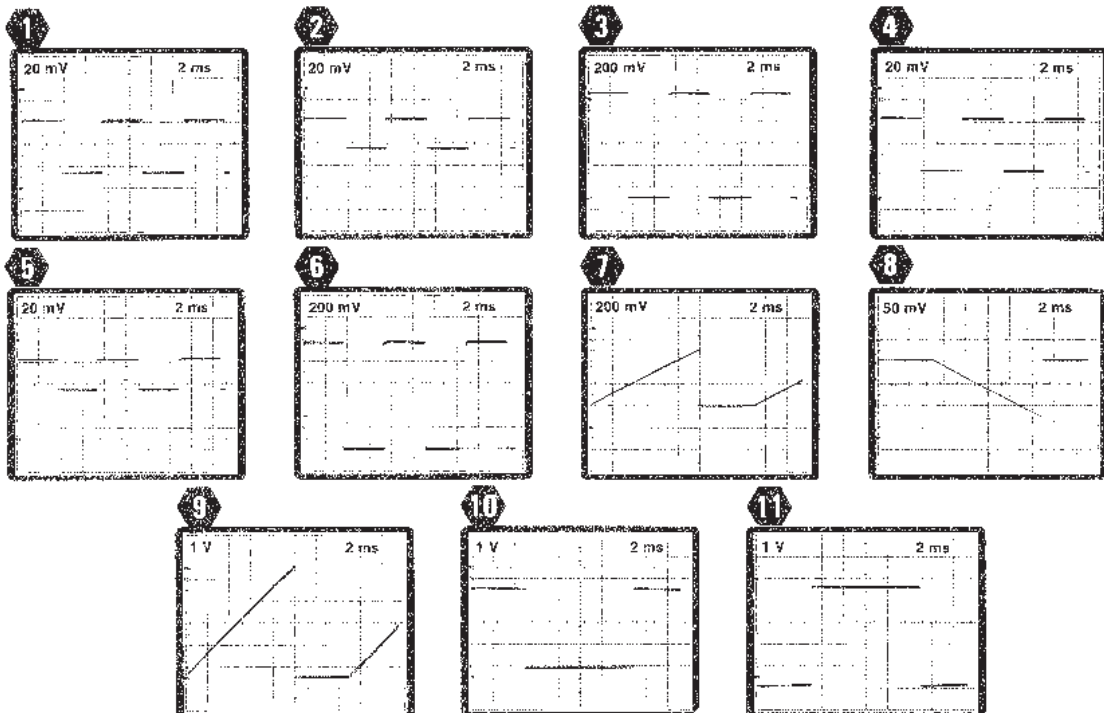 1
2
3
4
20 mV 2 ms
20 mV 2 ms
200 mV 2 ms
20 mV 2 ms
5
6
7
8
20 mV 2 ms
200 mV 2 ms
200 mV 2 ms
50 mV 2 ms
9
10
11
1 V 2 ms
1 V 2 ms
1 V 2 ms